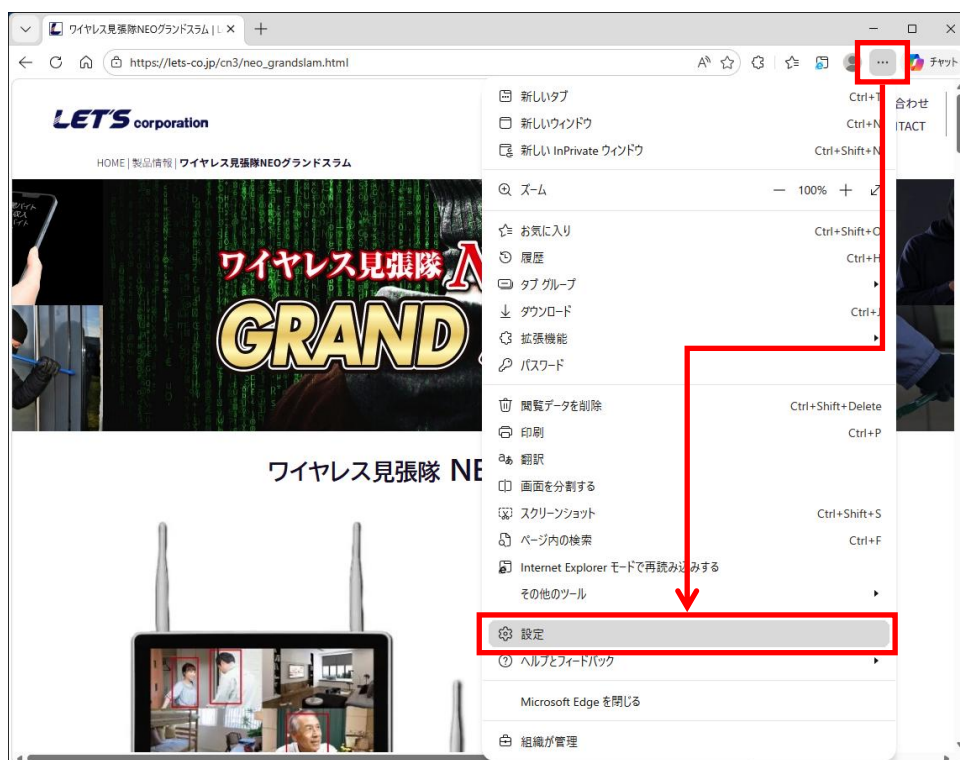 ワイヤレス見張隊NEOグランドスラム | L
https://lets-co.jp/cn3/neo_grandslam.html
チャット
LET'S corporation
合わせ
TACT
HOME | 製品情報 | ワイヤレス見張隊NEOグランドスラム
ワイヤレス見張隊 N
GRAND
ワイヤレス見張隊 NE
新しいタブ Ctrl+T
新しいウィンドウ Ctrl+N
新しい InPrivate ウィンドウ Ctrl+Shift+N
ズーム 100%
お気に入り Ctrl+Shift+O
履歴 Ctrl+H
タブ グループ
ダウンロード Ctrl+J
拡張機能
パスワード
閲覧データを削除 Ctrl+Shift+Delete
印刷 Ctrl+P
翻訳
画面を分割する
スクリーンショット Ctrl+Shift+S
ページ内の検索 Ctrl+F
Internet Explorer モードで再読み込みする
その他のツール
設定
ヘルプとフィードバック
Microsoft Edge を閉じる
組織が管理